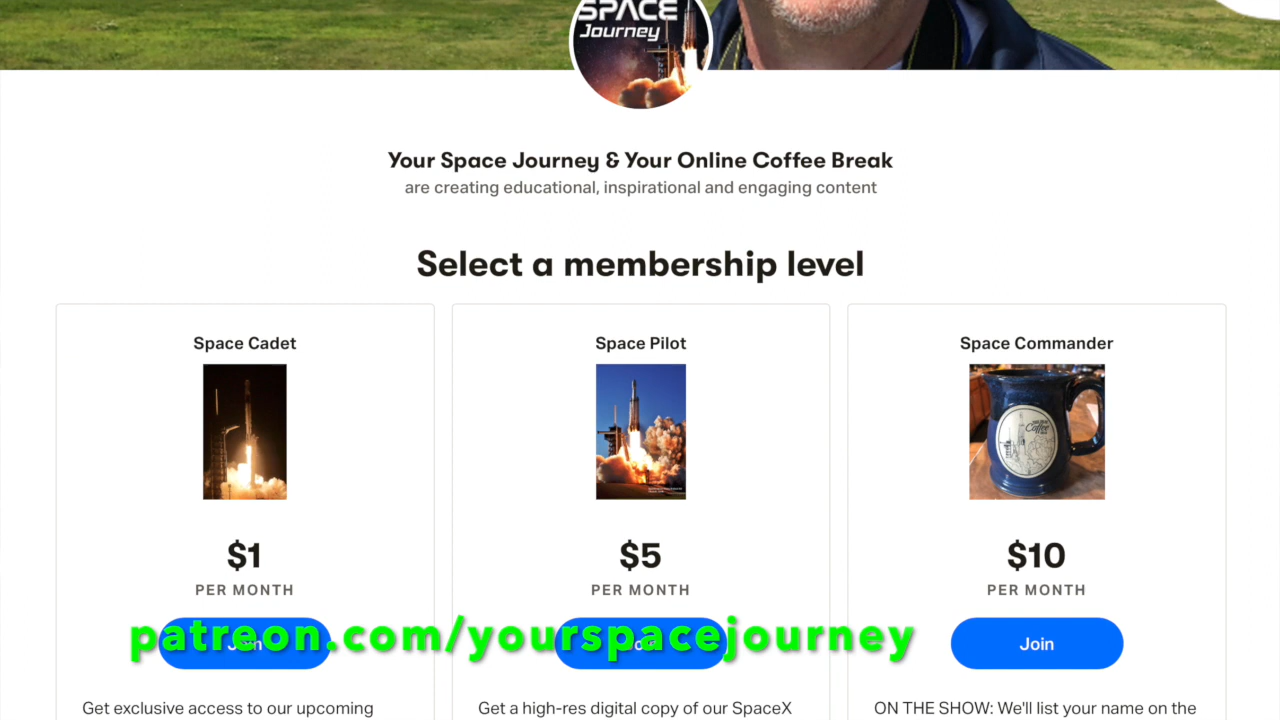 SPACE
Journey
Your Space Journey & Your Online Coffee Break
are creating educational, inspirational and engaging content
Select a membership level
Space Cadet
Space Pilot
Space Commander
Coffee
$1
$5
$10
PER MONTH
PER MONTH
PER MONTH
patreon.com/yourspacejourney
Join
Join
Join
Get exclusive access to our upcoming
Get a high-res digital copy of our SpaceX
ON THE SHOW: We'll list your name on the